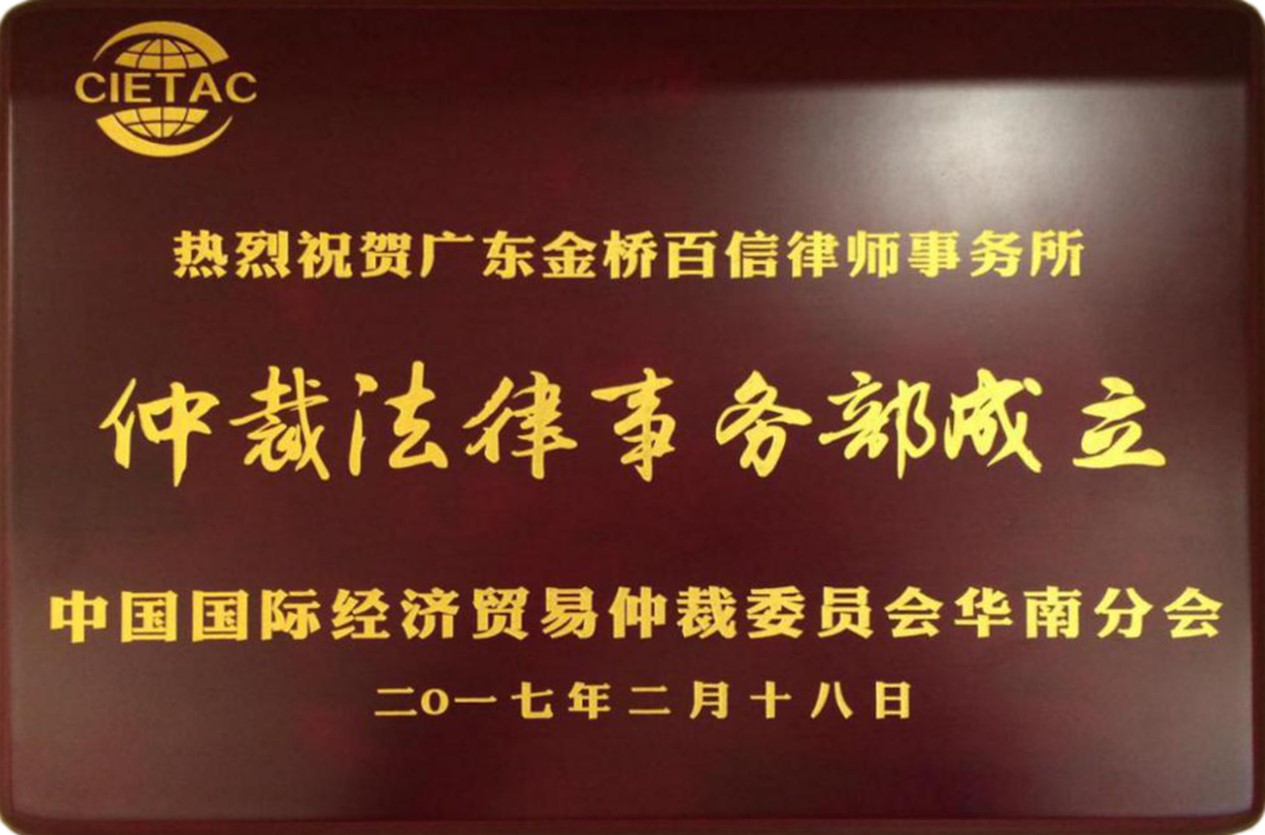 CIETAC
热烈祝贺广东金桥百信律师事务所
仲裁法律事务部成立
中国国际经济贸易仲裁委员会华南分会
二O一七年二月十八日